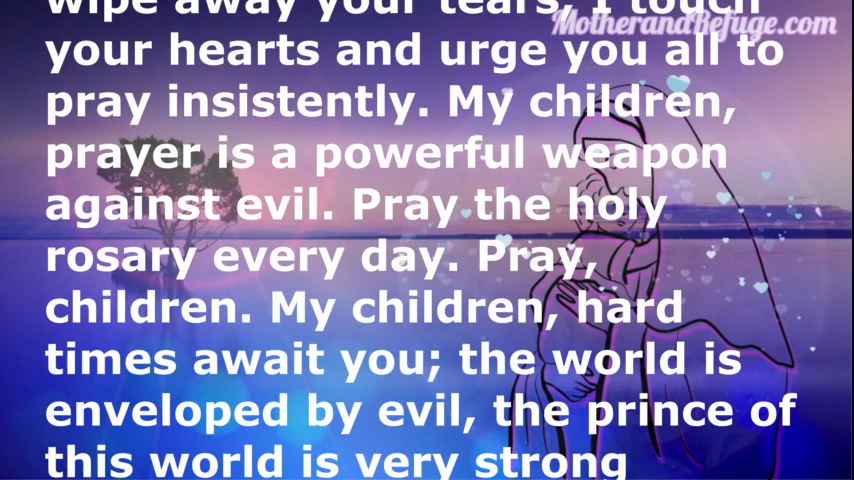 MotherandRefuge.com
wipe away your tears, I touch
your hearts and urge you all to
pray insistently. My children,
prayer is a powerful weapon
against evil. Pray the holy
rosary every day. Pray,
children. My children, hard
times await you; the world is
enveloped by evil, the prince of
this world is very strong